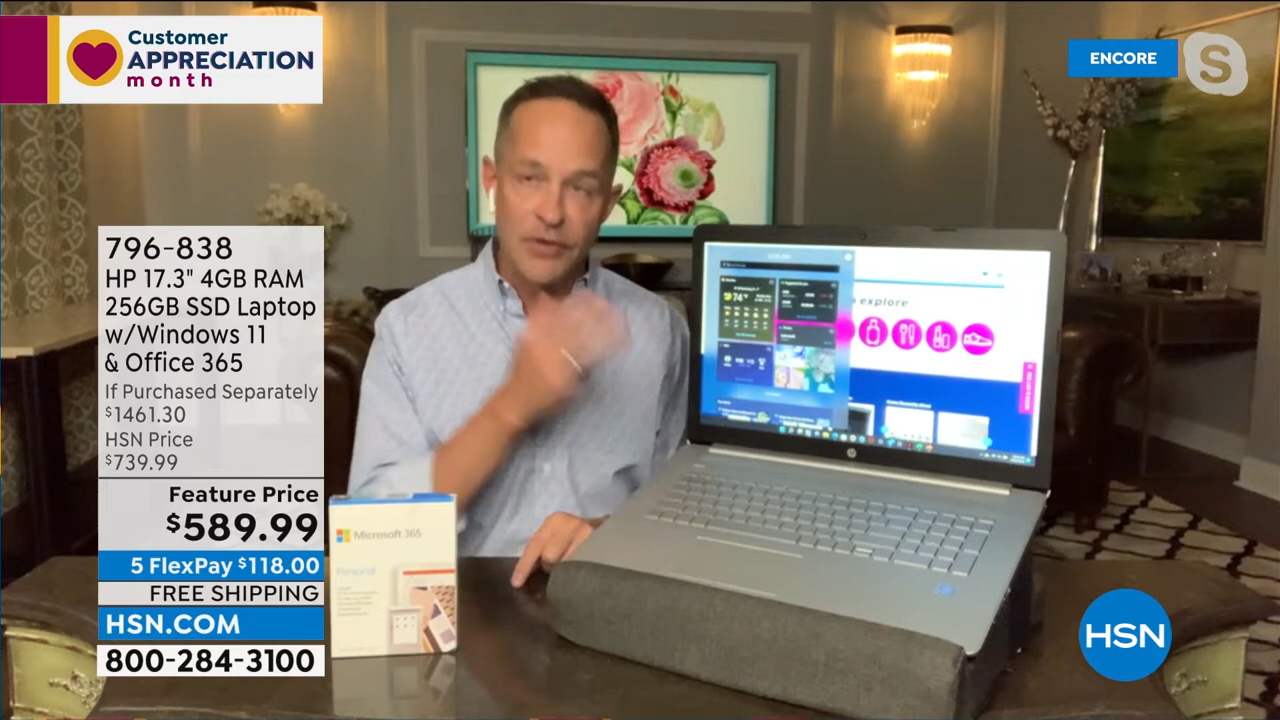 Customer
APPRECIATION
month
ENCORE
S
796-838
HP 17.3" 4GB RAM
256GB SSD Laptop
w/Windows 11
& Office 365
If Purchased Separately
$1461.30
HSN Price
$739.99
Feature Price
$589.99
5 FlexPay $118.00
FREE SHIPPING
HSN.COM
800-284-3100
Microsoft 365
Personal
explore
74°F
hp
HSN